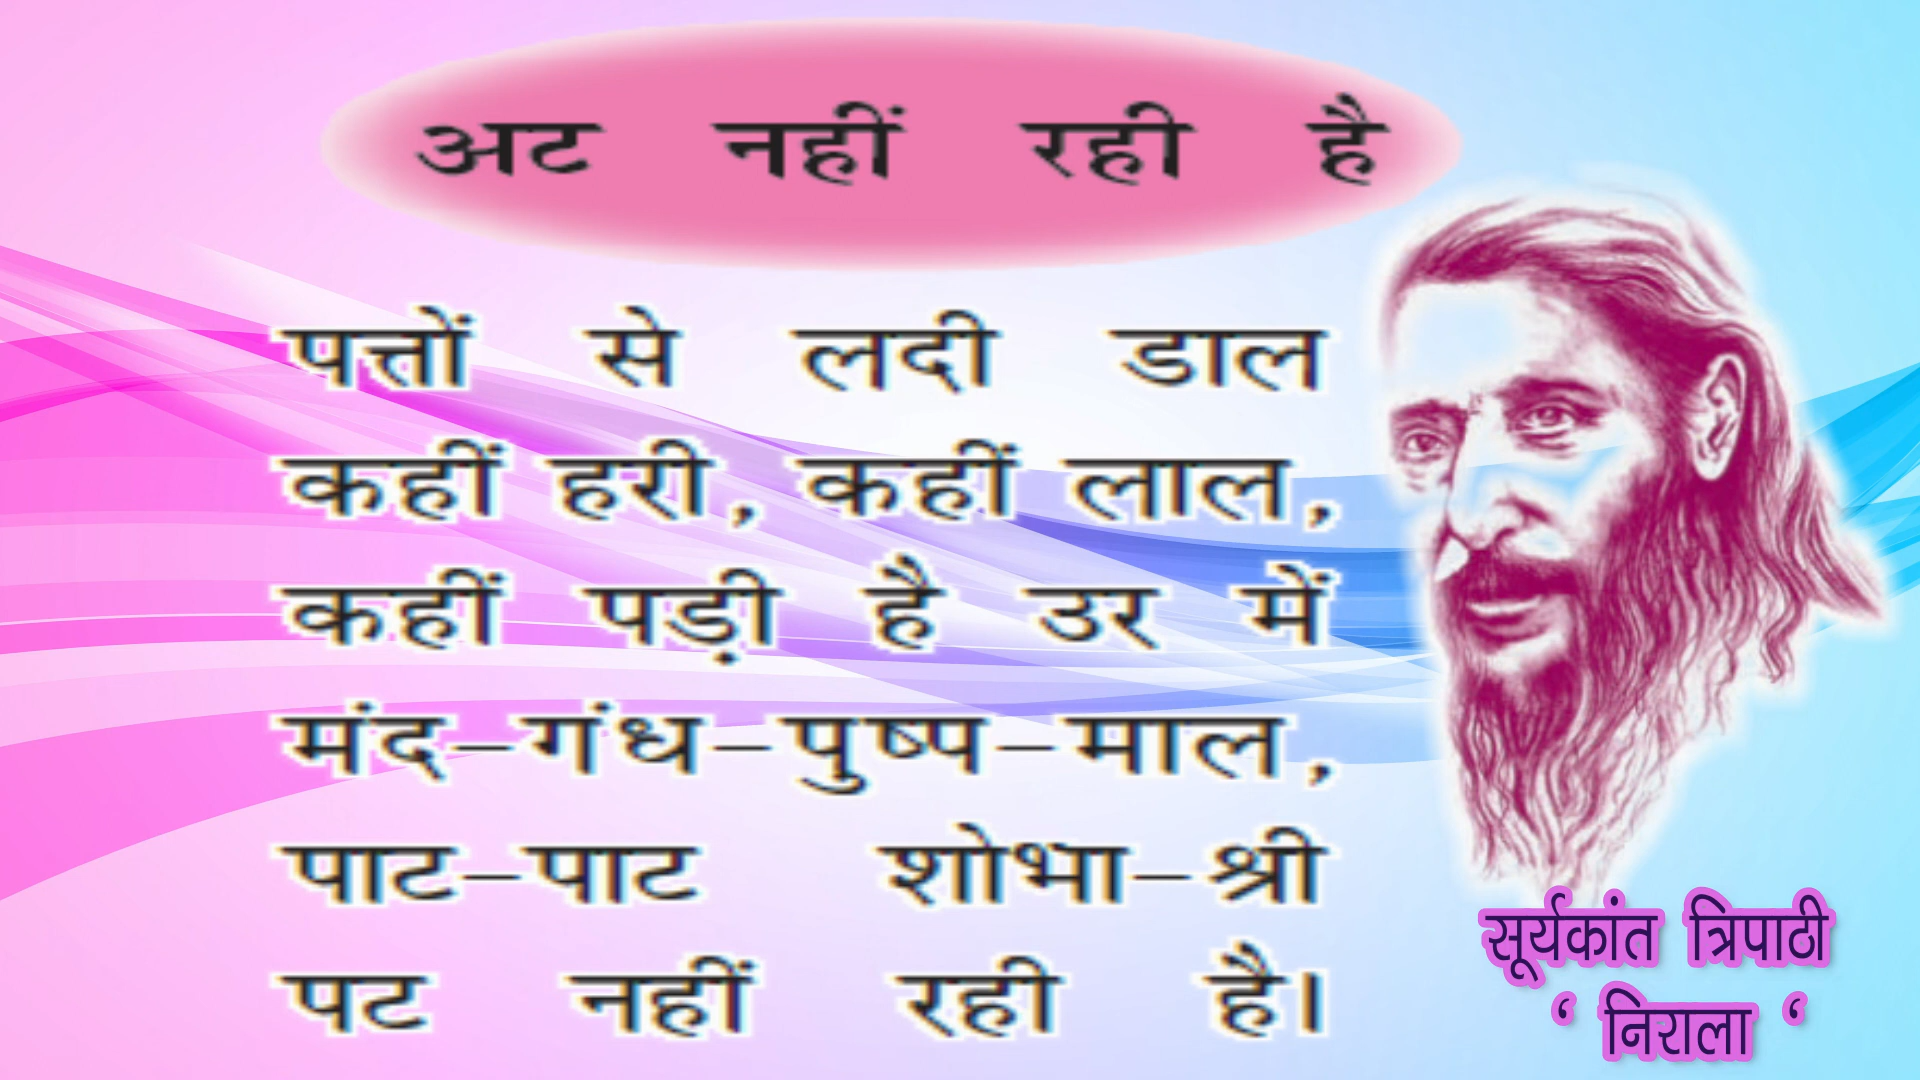 अट नहीं रही है
पत्तों से लदी डाल
कहीं हरी, कहीं लाल,
कहीं पड़ी है उर में
मंद-गंध-पुष्प-माल,
पाट-पाट शोभा-श्री
पट नहीं रही है।
सूर्यकांत त्रिपाठी
‘ निराला ‘